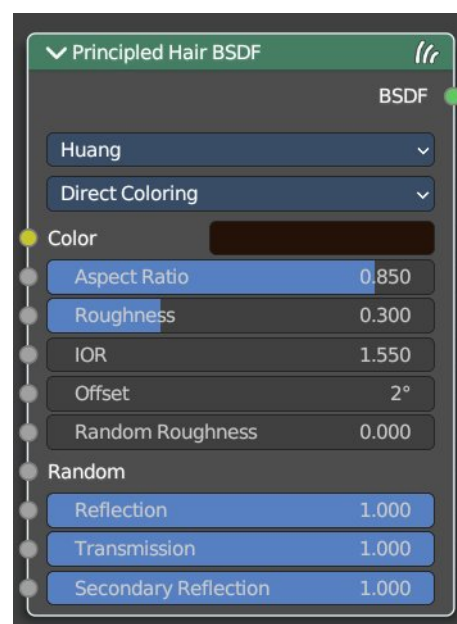 Principled Hair BSDF
BSDF
Huang
Direct Coloring
Color
Aspect Ratio 0.850
Roughness 0.300
IOR 1.550
Offset 2°
Random Roughness 0.000
Random
Reflection 1.000
Transmission 1.000
Secondary Reflection 1.000